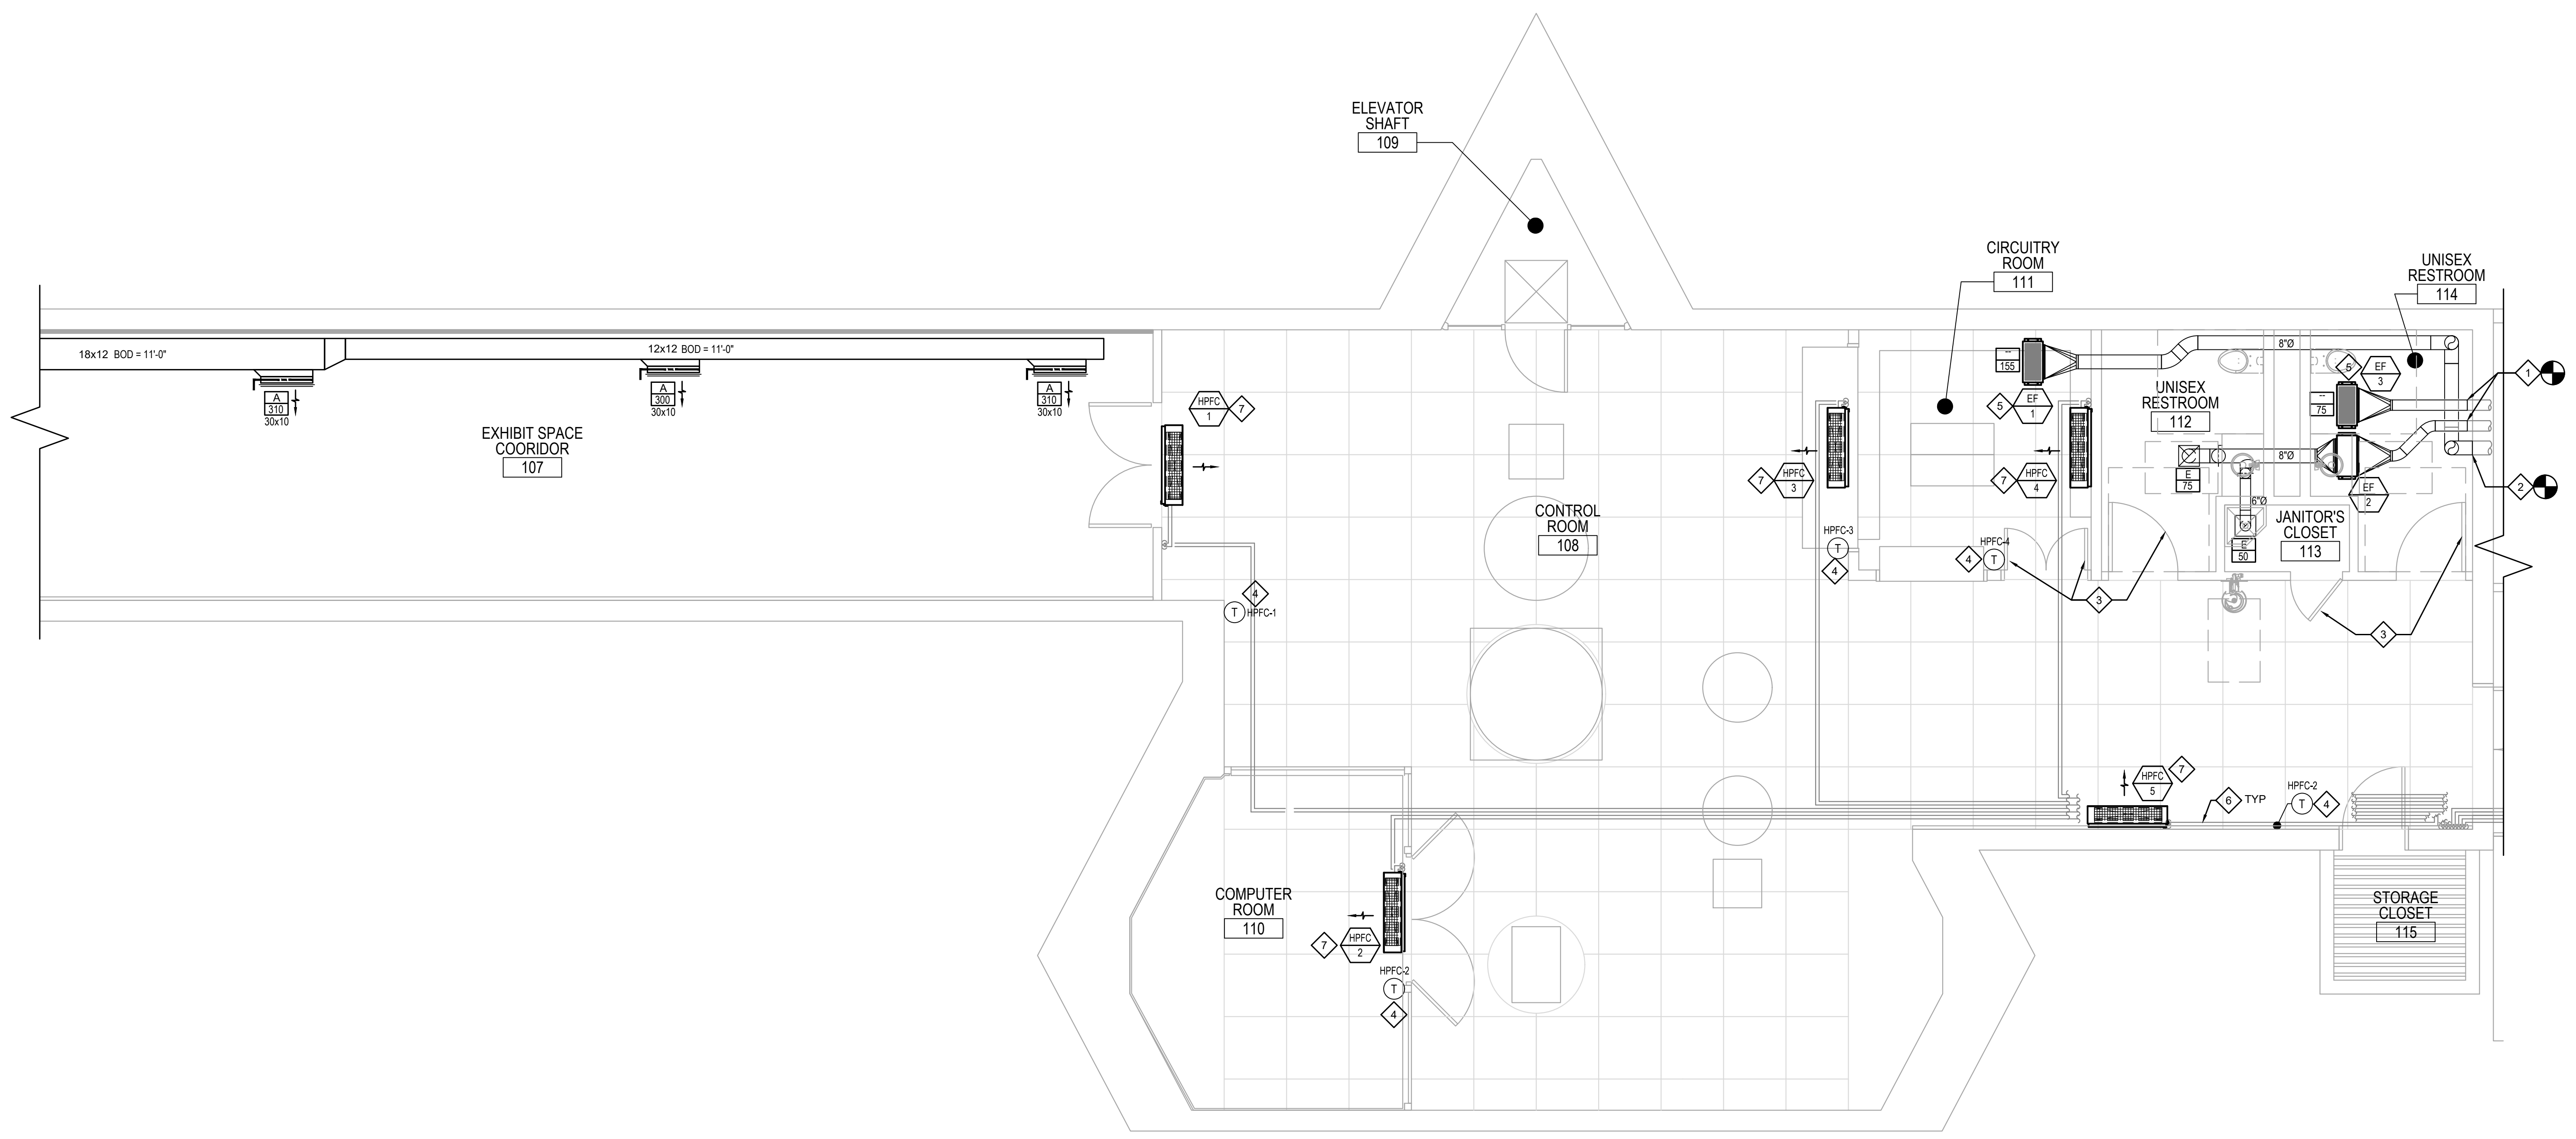 ELEVATOR
SHAFT
109
CIRCUITRY
ROOM
111
UNISEX
RESTROOM
114
18x12 BOD = 11'-0"
12x12 BOD = 11'-0"
A
310
30x10
A
300
30x10
A
310
30x10
EXHIBIT SPACE
COORIDOR
107
HPFC
1
7
--
155
8"Ø
5
EF
3
5
EF
1
--
75
1
UNISEX
RESTROOM
112
8"Ø
E
75
7
HPFC
3
7
HPFC
4
EF
2
2
6"Ø
CONTROL
ROOM
108
JANITOR'S
CLOSET
113
E
50
HPFC-3
T
4
HPFC-4
4
T
4
T
HPFC-1
3
3
HPFC
5
7
6
TYP
HPFC-2
T
4
COMPUTER
ROOM
110
7
HPFC
2
HPFC-2
T
4
STORAGE
CLOSET
115